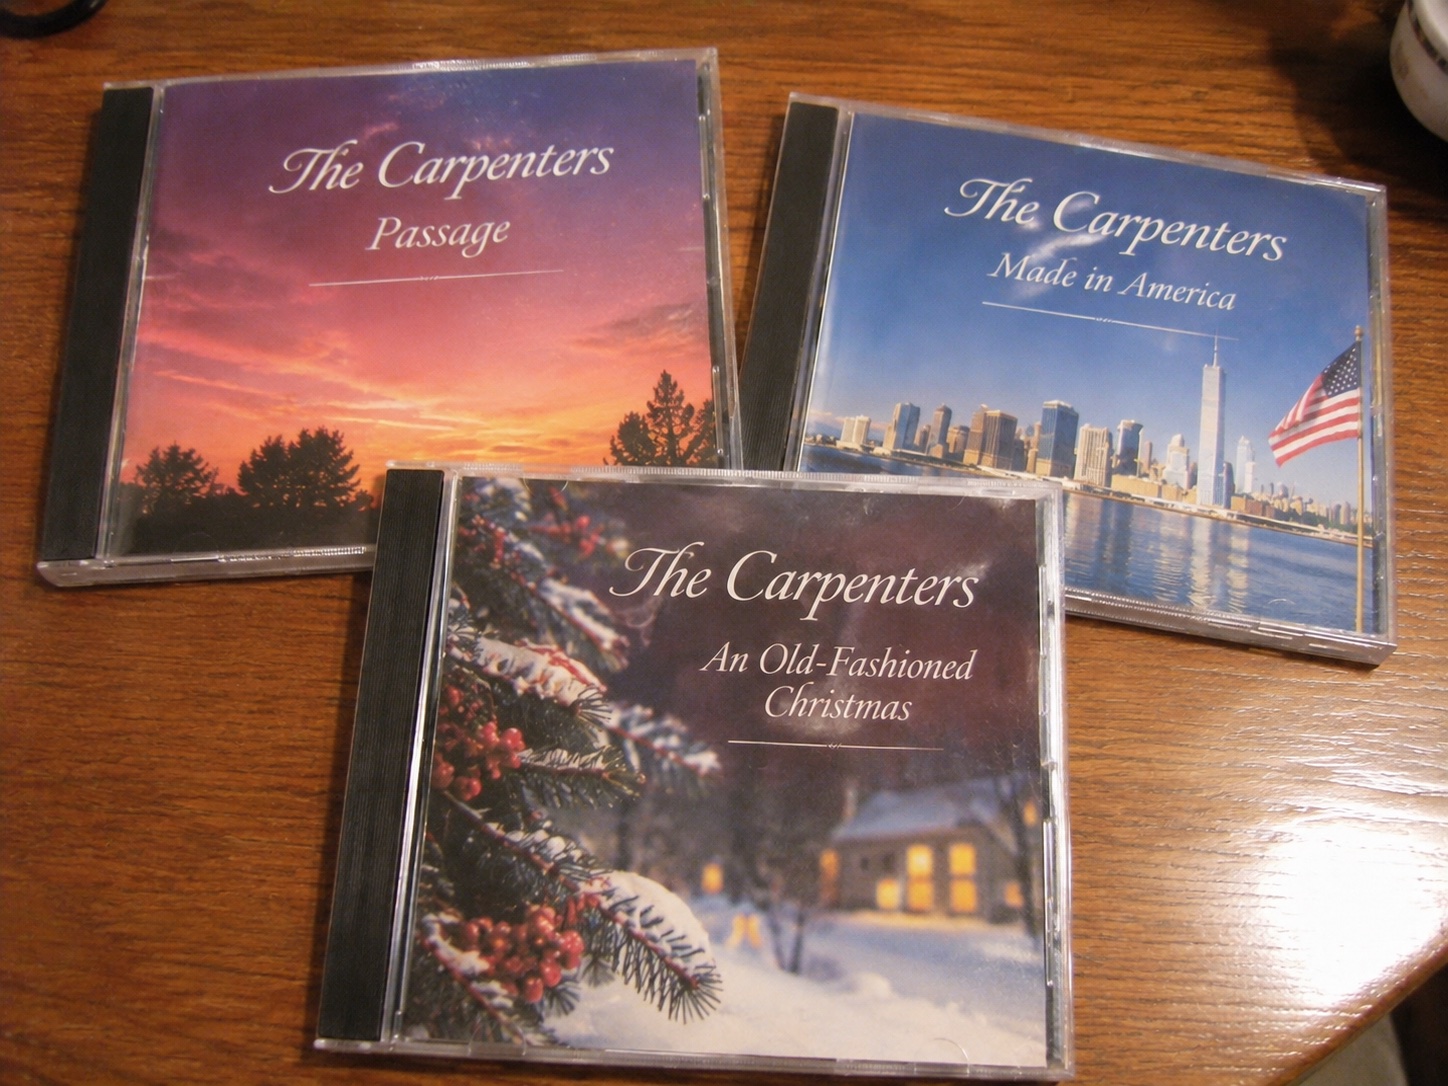 The Carpenters
Passage
The Carpenters
Made in America
The Carpenters
An Old-Fashioned
Christmas